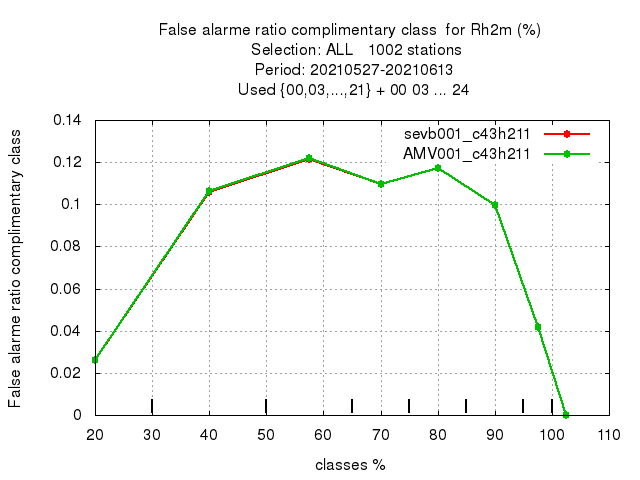 False alarme ratio complimentary class  for Rh2m (%)
Selection: ALL   1002 stations
Period: 20210527-20210613
Used {00,03,...,21} + 00 03 ... 24
sevb001_c43h211
AMV001_c43h211
False alarme ratio complimentary class
0.14
0.12
0.1
0.08
0.06
0.04
0.02
0
20 30 40 50 60 70 80 90 100 110
classes %